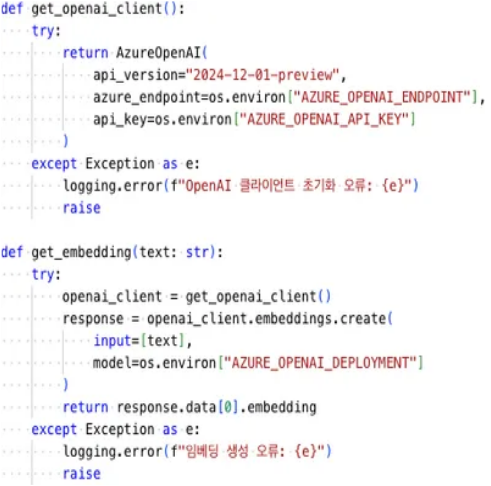 def get_openai_client():
    try:
        return AzureOpenAI(
            api_version="2024-12-01-preview",
            azure_endpoint=os.environ["AZURE_OPENAI_ENDPOINT"],
            api_key=os.environ["AZURE_OPENAI_API_KEY"]
        )
    except Exception as e:
        logging.error(f"OpenAI 클라이언트 초기화 오류: {e}")
        raise

def get_embedding(text: str):
    try:
        openai_client = get_openai_client()
        response = openai_client.embeddings.create(
            input=[text],
            model=os.environ["AZURE_OPENAI_DEPLOYMENT"]
        )
        return response.data[0].embedding
    except Exception as e:
        logging.error(f"임베딩 생성 오류: {e}")
        raise